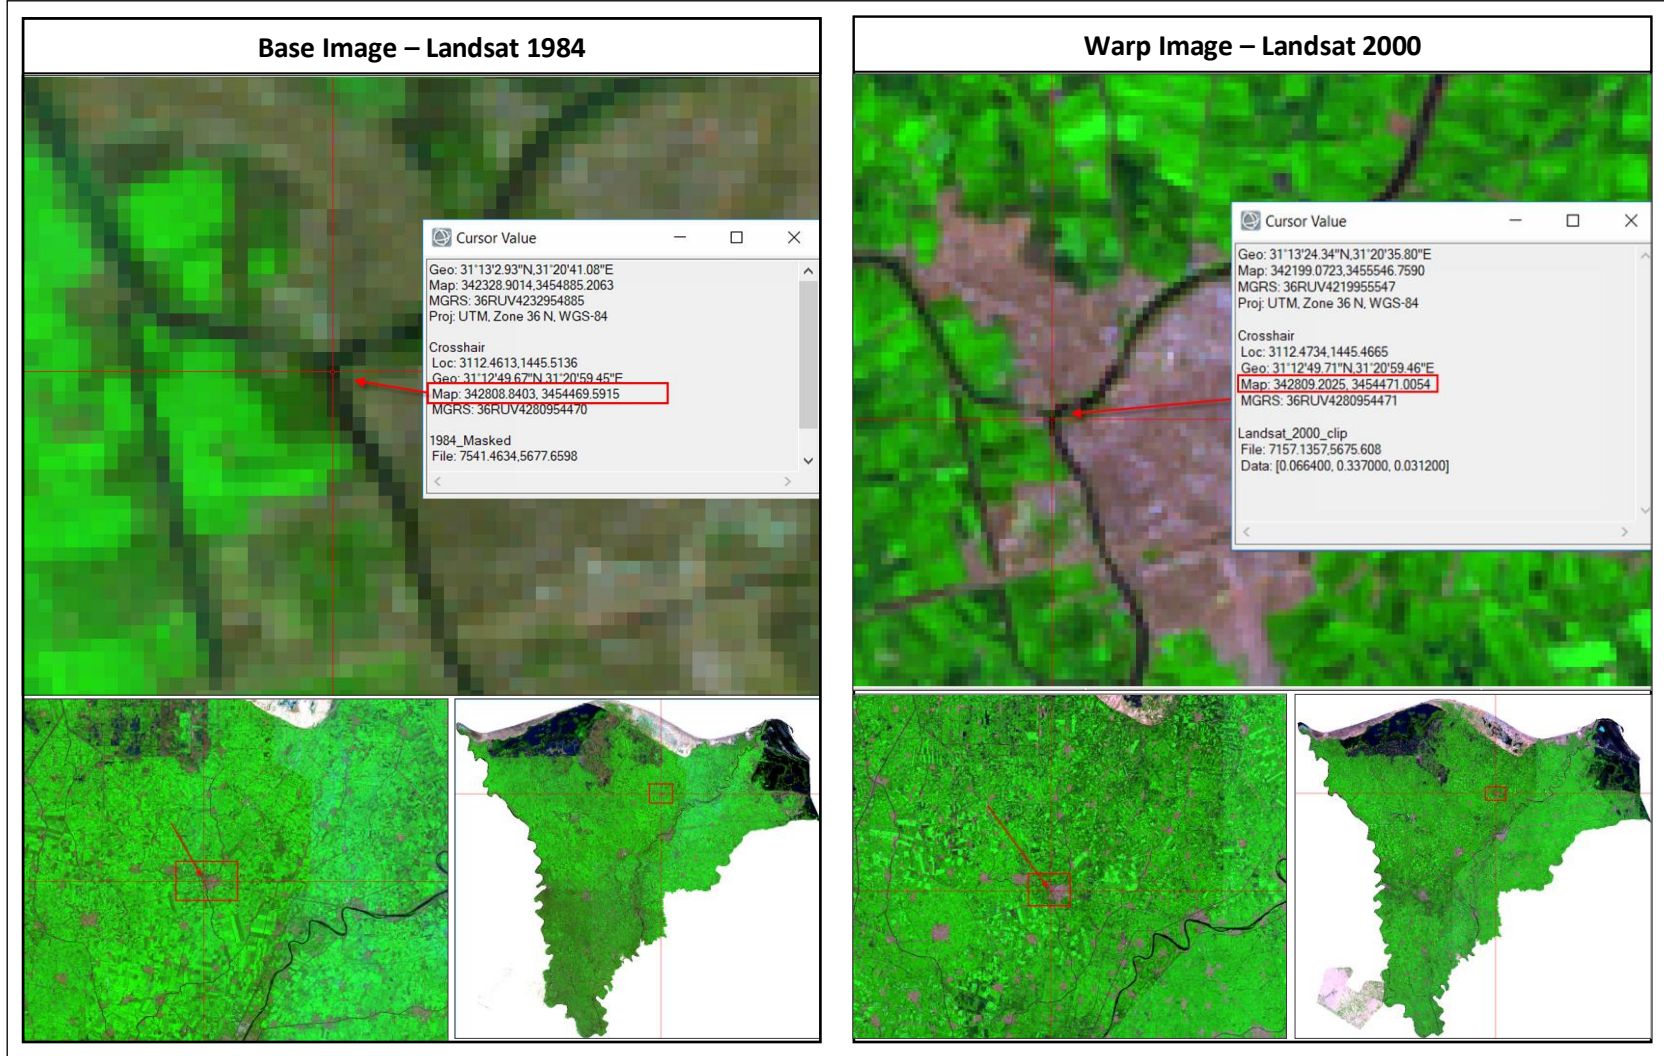 Base Image – Landsat 1984
Cursor Value
Geo: 31°13'2.93"N,31°20'41.08"E
Map: 342328.9014,3454885.2063
MGRS: 36RUV4232954885
Proj: UTM, Zone 36 N, WGS-84
Crosshair
Loc: 3112.4613,1445.5136
Geo: 31°12'49.67"N,31°20'59.45"E
Map: 342808.8403, 3454469.5915
MGRS: 36RUV4280954470
1984_Masked
File: 7541.4634,5677.6598
Warp Image – Landsat 2000
Cursor Value
Geo: 31°13'24.34"N,31°20'35.80"E
Map: 342199.0723,3455546.7590
MGRS: 36RUV4219955547
Proj: UTM, Zone 36 N, WGS-84
Crosshair
Loc: 3112.4734,1445.4665
Geo: 31°12'49.71"N,31°20'59.46"E
Map: 342809.2025, 3454471.0054
MGRS: 36RUV4280954471
Landsat_2000_clip
File: 7157.1357,5675.608
Data: [0.066400, 0.337000, 0.031200]